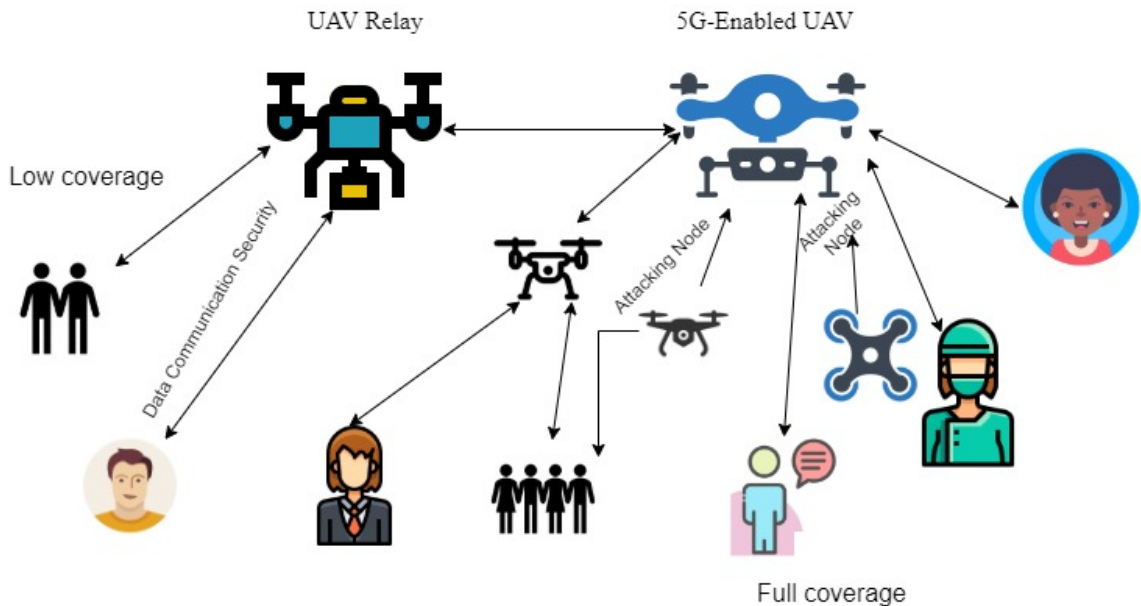 UAV Relay
5G-Enabled UAV
Low coverage
Data Communication Security
Attacking Node
Attacking
Node
Full coverage